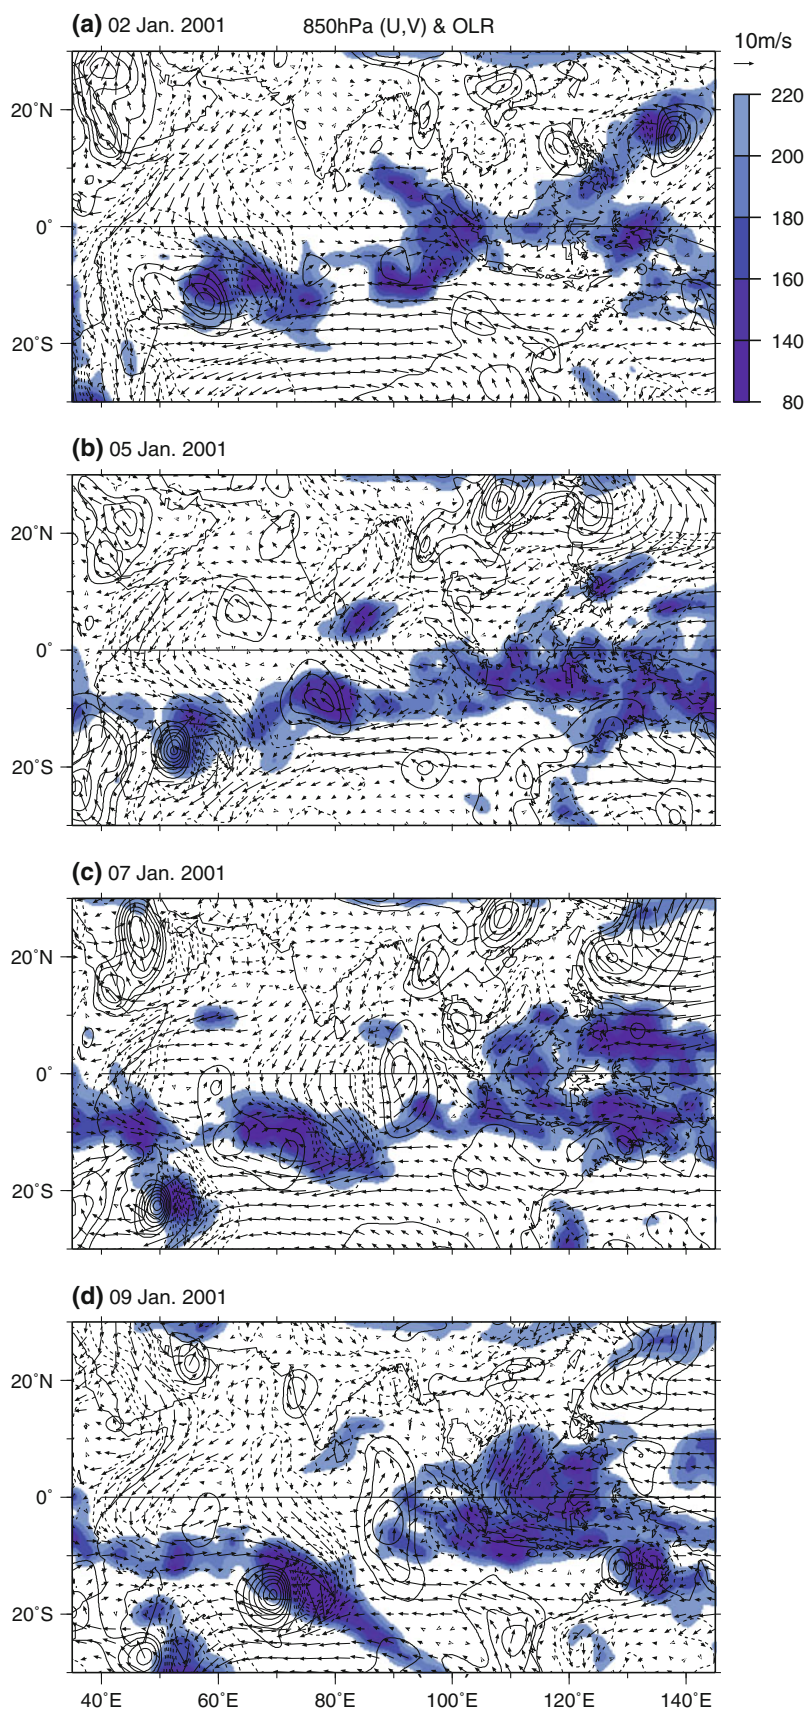 (a) 02 Jan. 2001 850hPa (U,V) & OLR
10m/s
20°N
0°
20°S
220
200
180
160
140
80
(b) 05 Jan. 2001
20°N
0°
20°S
(c) 07 Jan. 2001
20°N
0°
20°S
(d) 09 Jan. 2001
20°N
0°
20°S
40°E 60°E 80°E 100°E 120°E 140°E